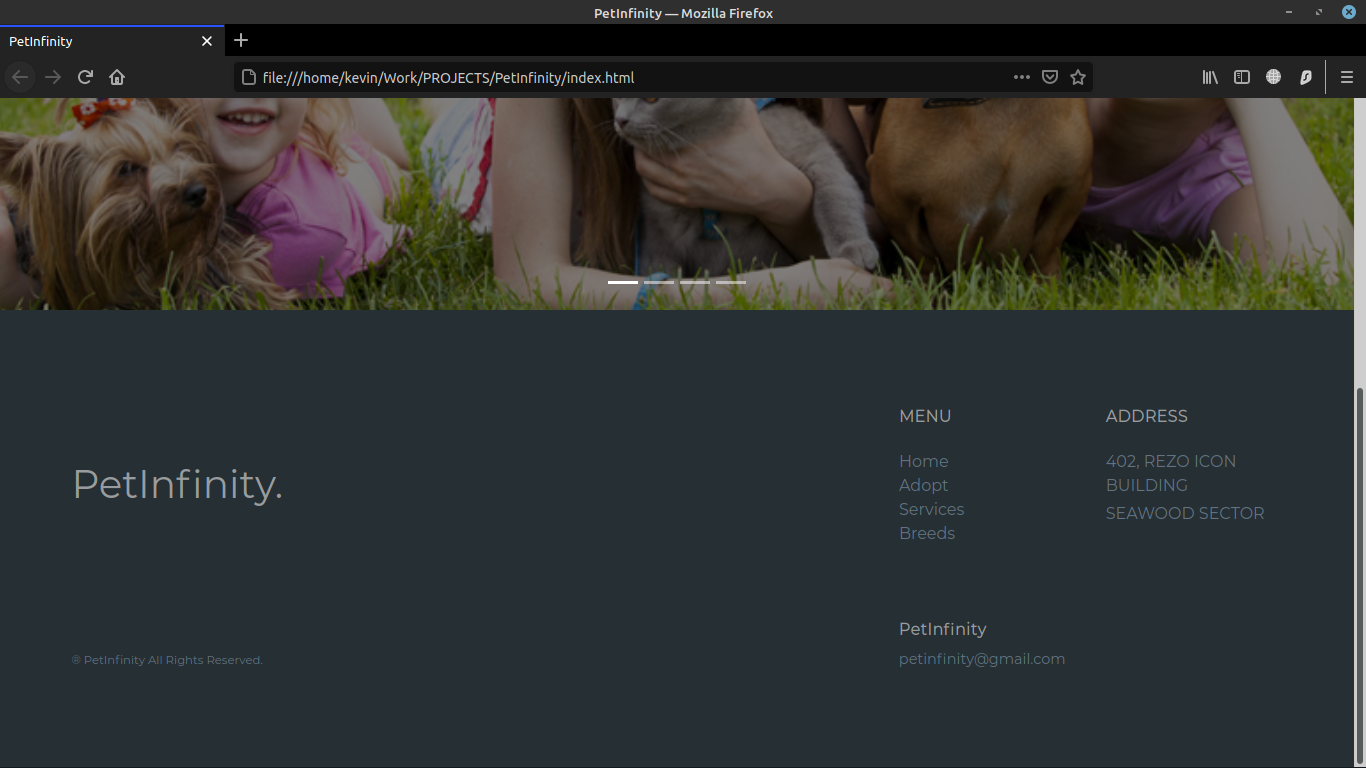 PetInfinity — Mozilla Firefox
PetInfinity
file:///home/kevin/Work/PROJECTS/PetInfinity/index.html
PetInfinity.
® PetInfinity All Rights Reserved.
MENU
Home
Adopt
Services
Breeds
ADDRESS
402, REZO ICON
BUILDING
SEAWOOD SECTOR
PetInfinity
petinfinity@gmail.com